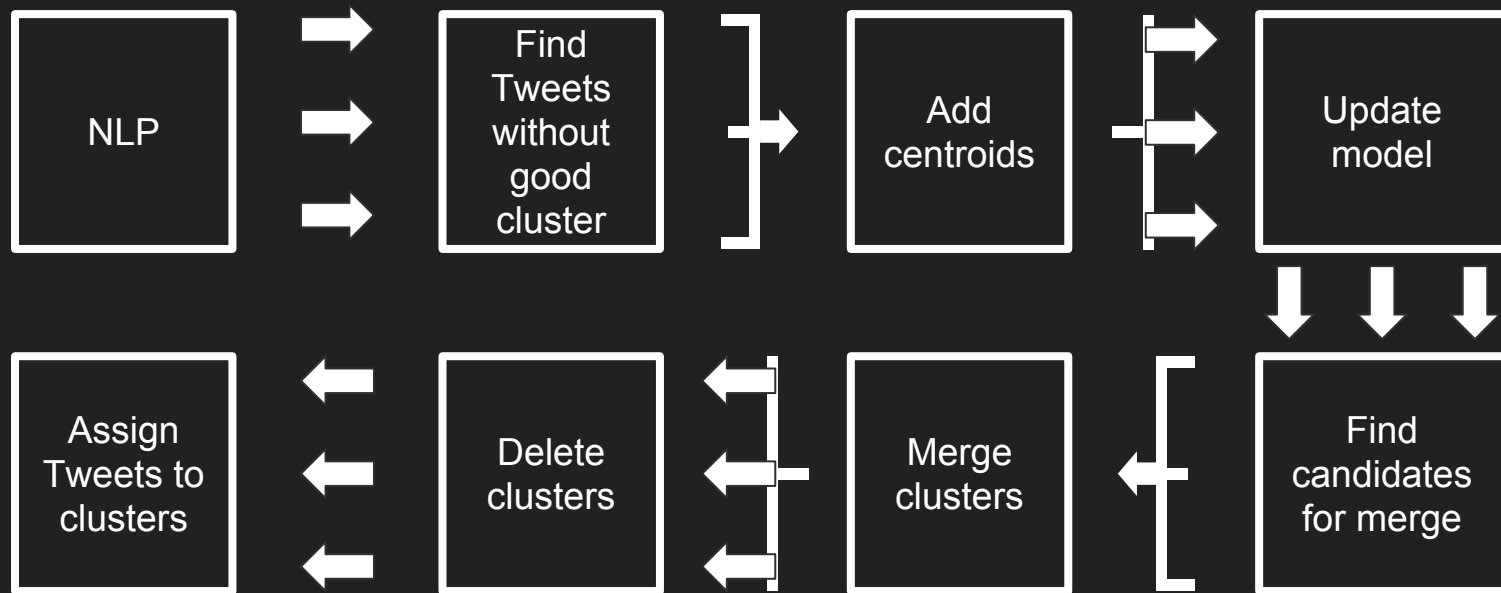 NLP
Find
Tweets
without
good
cluster
Add
centroids
Update
model
Find
candidates
for merge
Merge
clusters
Delete
clusters
Assign
Tweets to
clusters